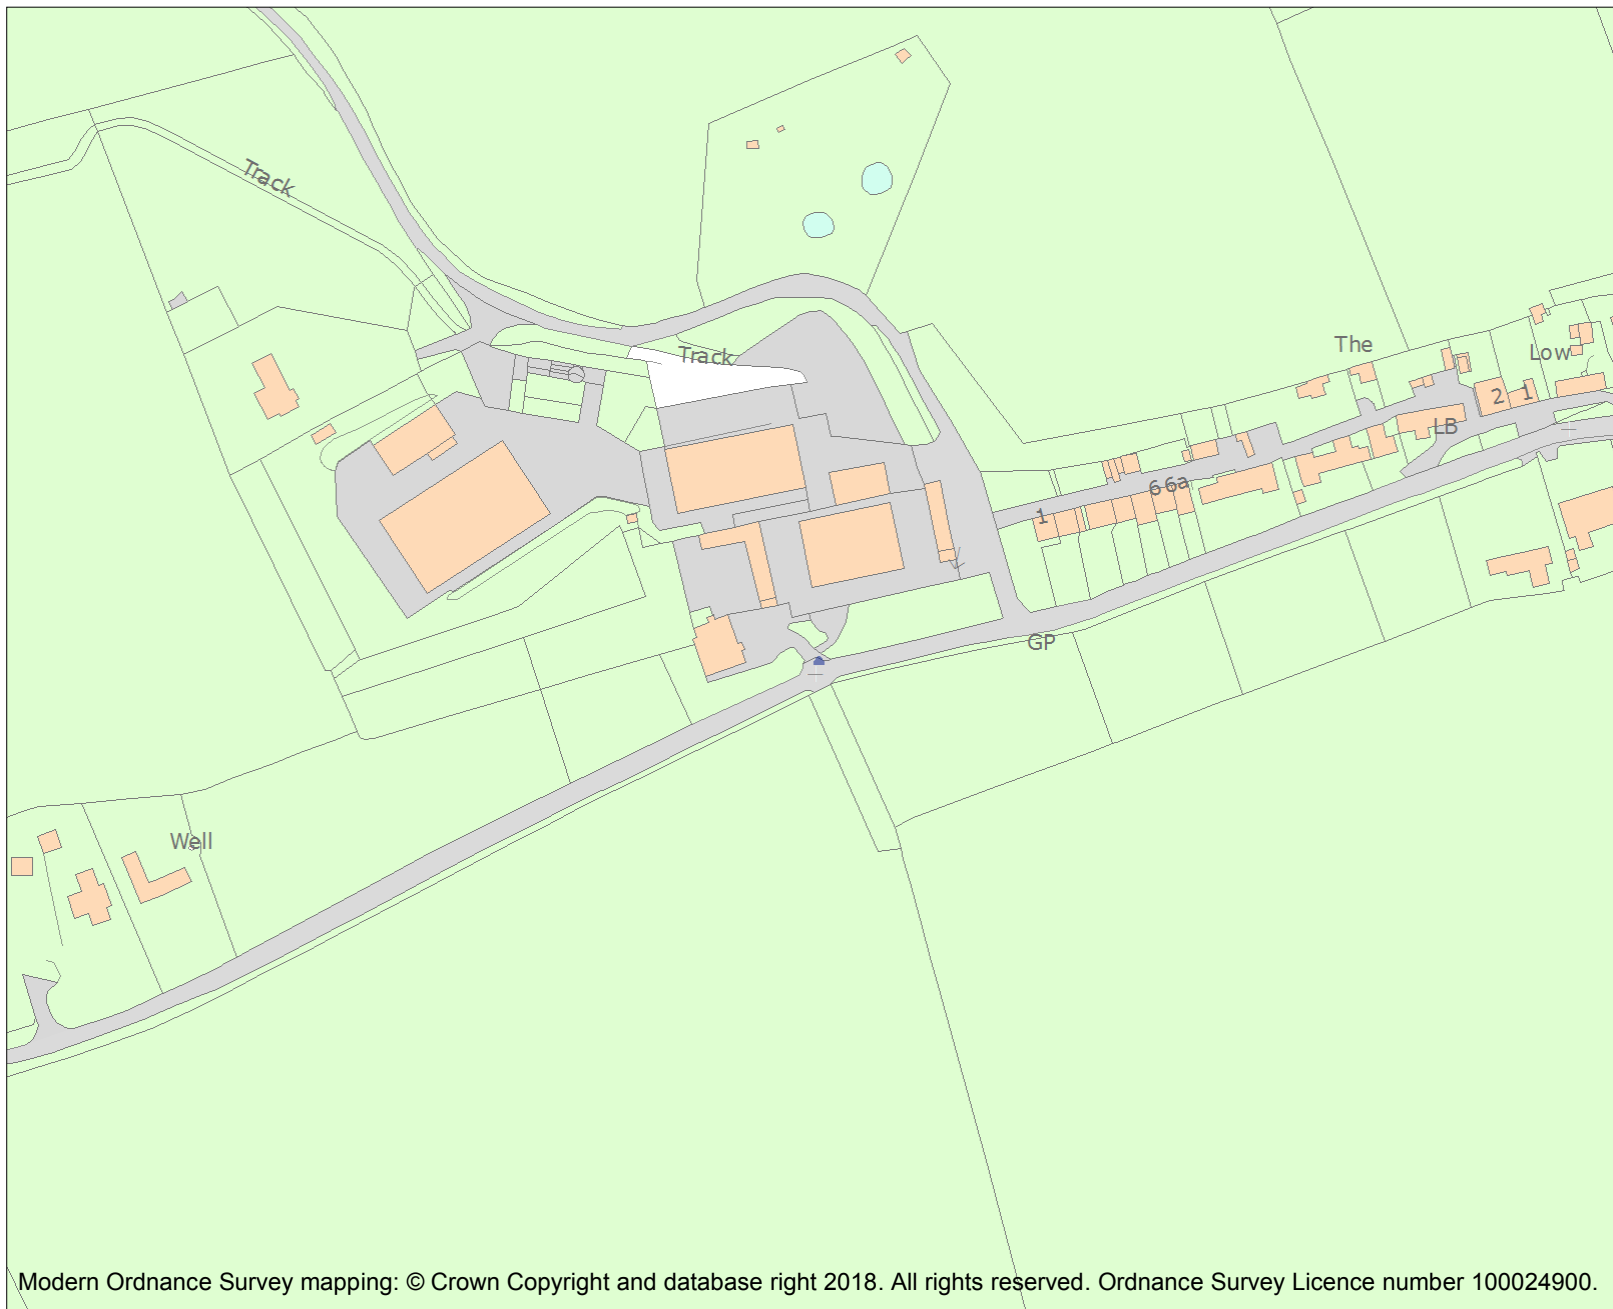 Track
Track
The
Low
2
1
LB
6 6a
1
GP
Well
Modern Ordnance Survey mapping: © Crown Copyright and database right 2018. All rights reserved. Ordnance Survey Licence number 100024900.